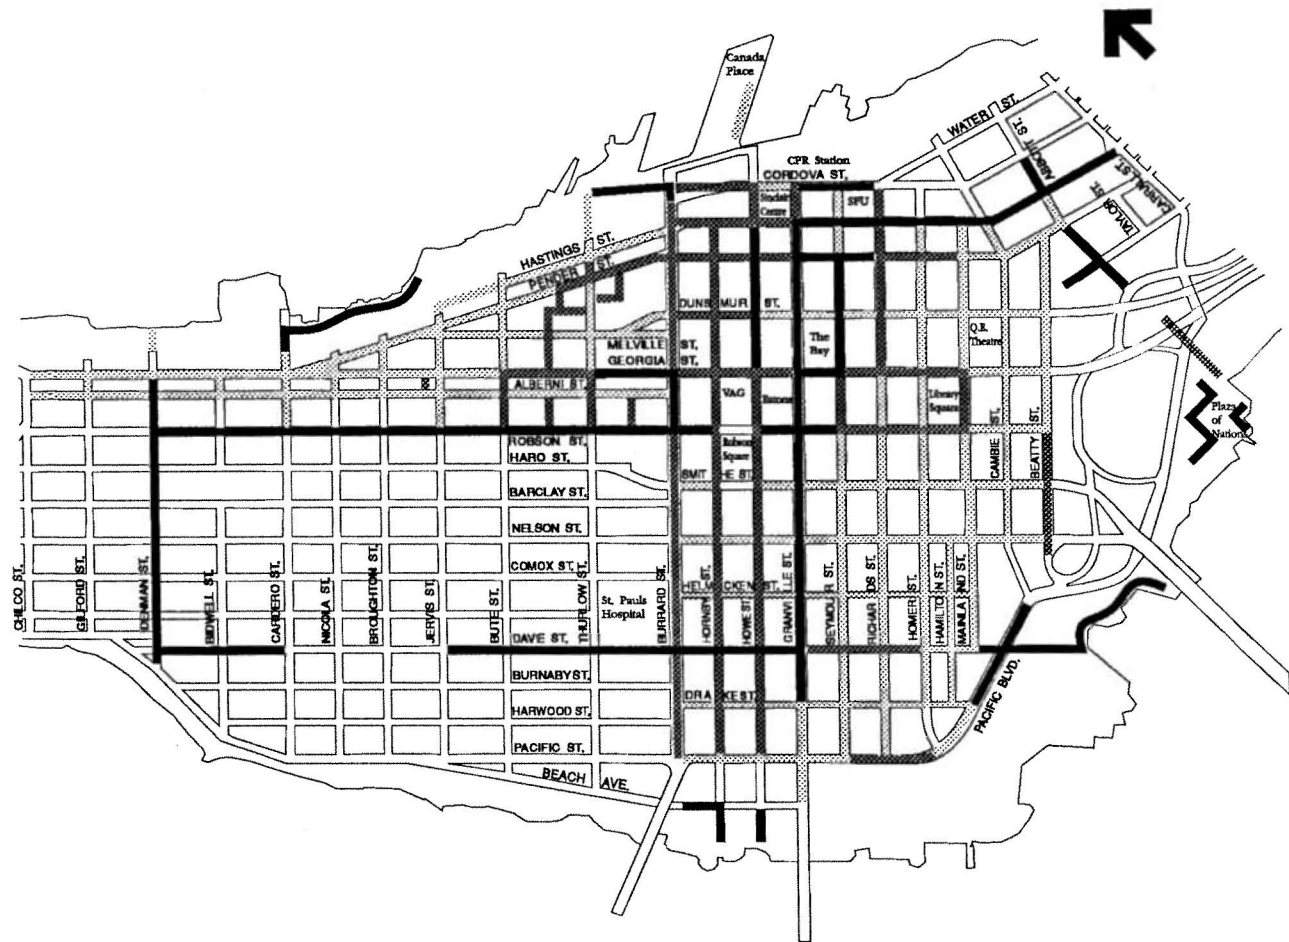 Canada
Place
WATER ST.
ABBOTT ST.
CPR Station
CORDOVA ST.
CARRALL ST.
TAYLOR ST.
Sinclair
Centre
SFU
HASTINGS ST.
PENDER ST.
DUNSMUIR ST.
Q.E.
Theatre
The
Bay
MELVILLE ST.
GEORGIA ST.
ALBERNI ST.
VAG
Eatons
Library
Square
Plaza
of
Nations
ROBSON ST.
Robson
Square
HARO ST.
SMITHE ST.
CAMBIE ST.
BEATTY ST.
BARCLAY ST.
NELSON ST.
COMOX ST.
HELMCKEN ST.
CHILCO ST.
GILFORD ST.
DENMAN ST.
BIDWELL ST.
CARDERO ST.
NICOLA ST.
BROUGHTON ST.
JERVIS ST.
BUTE ST.
THURLOW ST.
St. Pauls
Hospital
BURRARD ST.
HORNBY ST.
HOWE ST.
GRANVILLE ST.
SEYMOUR ST.
RICHARDS ST.
HOMER ST.
HAMILTON ST.
MAINLAND ST.
DAVIE ST.
BURNABY ST.
DRAKE ST.
PACIFIC BLVD.
HARWOOD ST.
PACIFIC ST.
BEACH AVE.